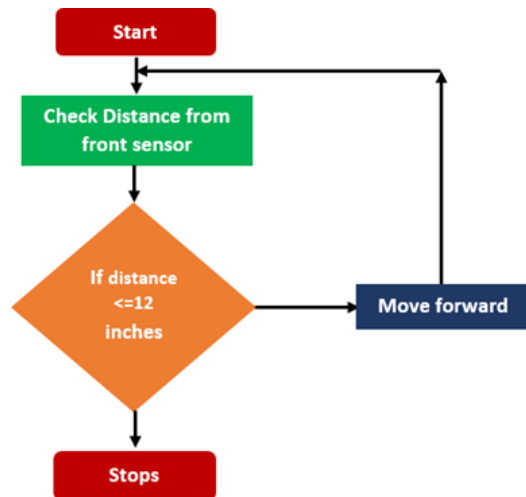 Start
Check Distance from
front sensor
If distance
<=12
inches
Move forward
Stops